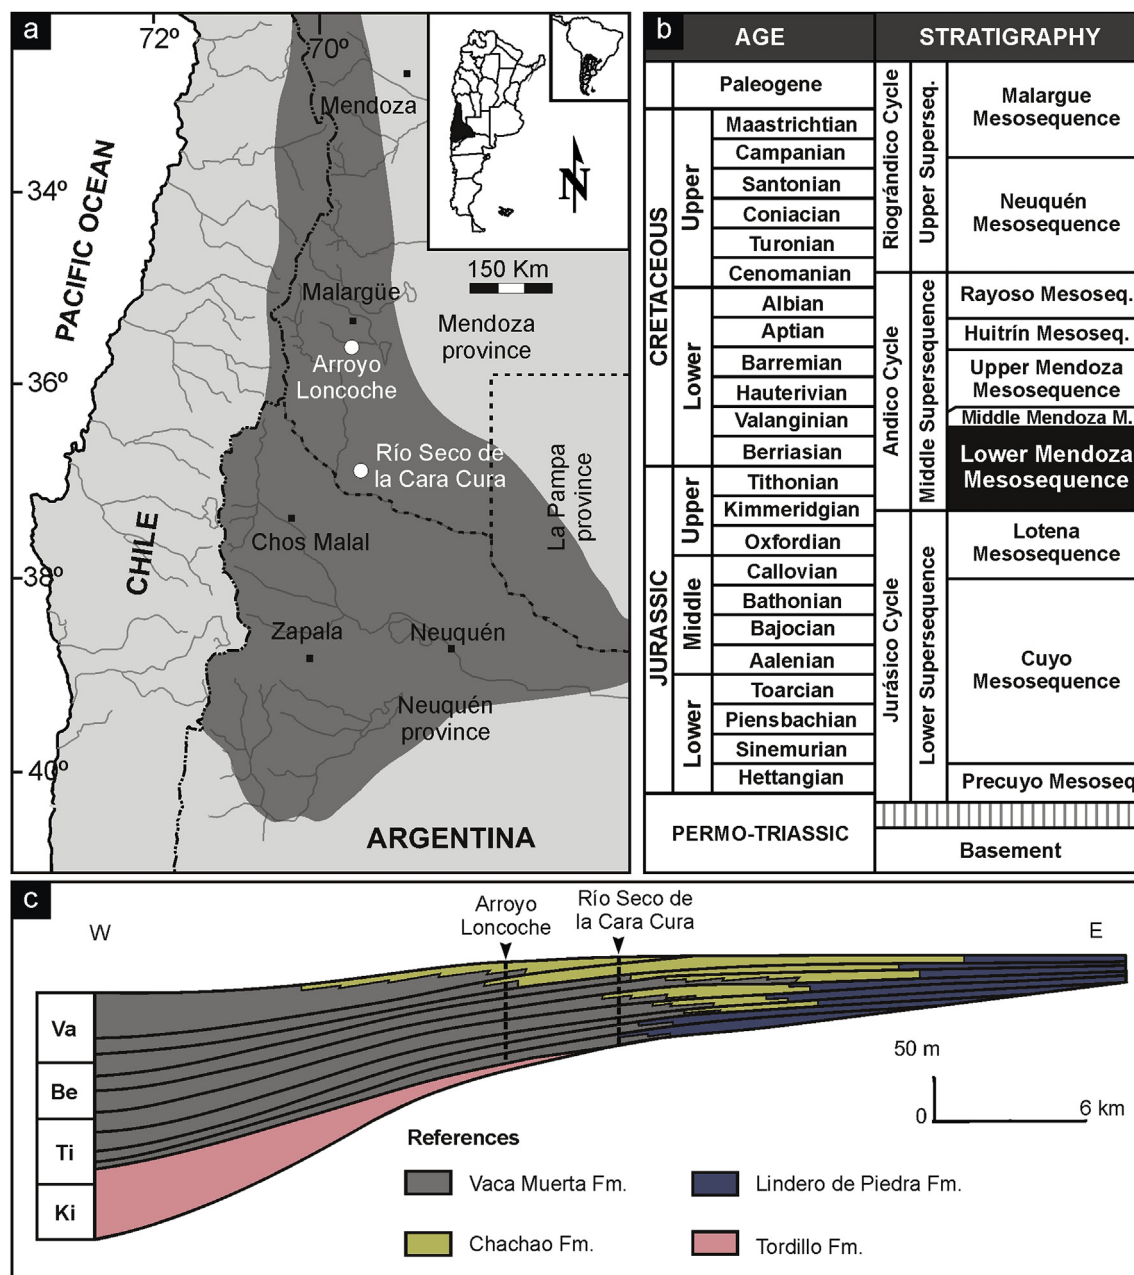 a
72º
70º
Mendoza
N
34º
PACIFIC OCEAN
150 Km
Malargüe
Mendoza
province
Arroyo
Loncoche
36º
Río Seco de
la Cara Cura
La Pampa
province
Chos Malal
CHILE
38º
Zapala
Neuquén
Neuquén
province
40º
ARGENTINA
b
AGE
STRATIGRAPHY
Paleogene
CRETACEOUS
Upper
Maastrichtian
Campanian
Santonian
Coniacian
Turonian
Cenomanian
Lower
Albian
Aptian
Barremian
Hauterivian
Valanginian
Berriasian
JURASSIC
Upper
Tithonian
Kimmeridgian
Oxfordian
Middle
Callovian
Bathonian
Bajocian
Aalenian
Lower
Toarcian
Piensbachian
Sinemurian
Hettangian
PERMO-TRIASSIC
Riográndico Cycle
Upper Superseq.
Malargue
Mesosequence
Neuquén
Mesosequence
Andico Cycle
Middle Supersequence
Rayoso Mesoseq.
Huitrín Mesoseq.
Upper Mendoza
Mesosequence
Middle Mendoza M.
Lower Mendoza
Mesosequence
Jurásico Cycle
Lower Supersequence
Lotena
Mesosequence
Cuyo
Mesosequence
Precuyo Mesoseq
Basement
c
W
Arroyo
Loncoche
Río Seco de
la Cara Cura
E
Va
Be
Ti
Ki
50 m
0
6 km
References
Vaca Muerta Fm.
Lindero de Piedra Fm.
Chachao Fm.
Tordillo Fm.